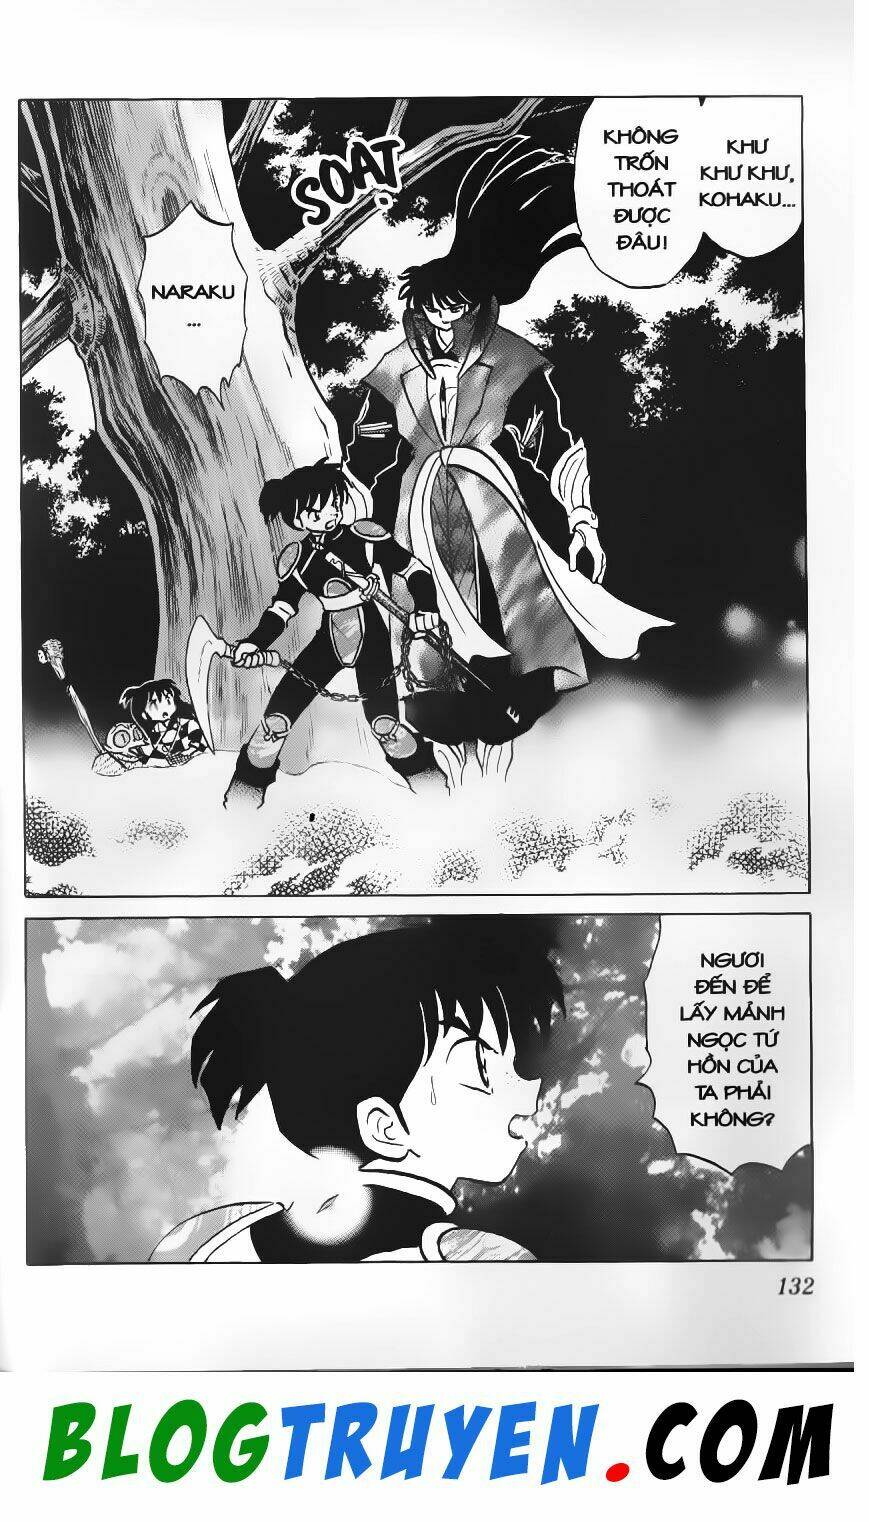 KHƯ
KHƯ KHƯ,
KOHAKU...
KHÔNG
TRỐN
THOÁT
ĐƯỢC
ĐÂU!
SOẠT
NARAKU
...
NGƯƠI
ĐẾN ĐỂ
LẤY MẢNH
NGỌC TỨ
HỒN CỦA
TA PHẢI
KHÔNG?
132
BLOGTRUYEN.COM